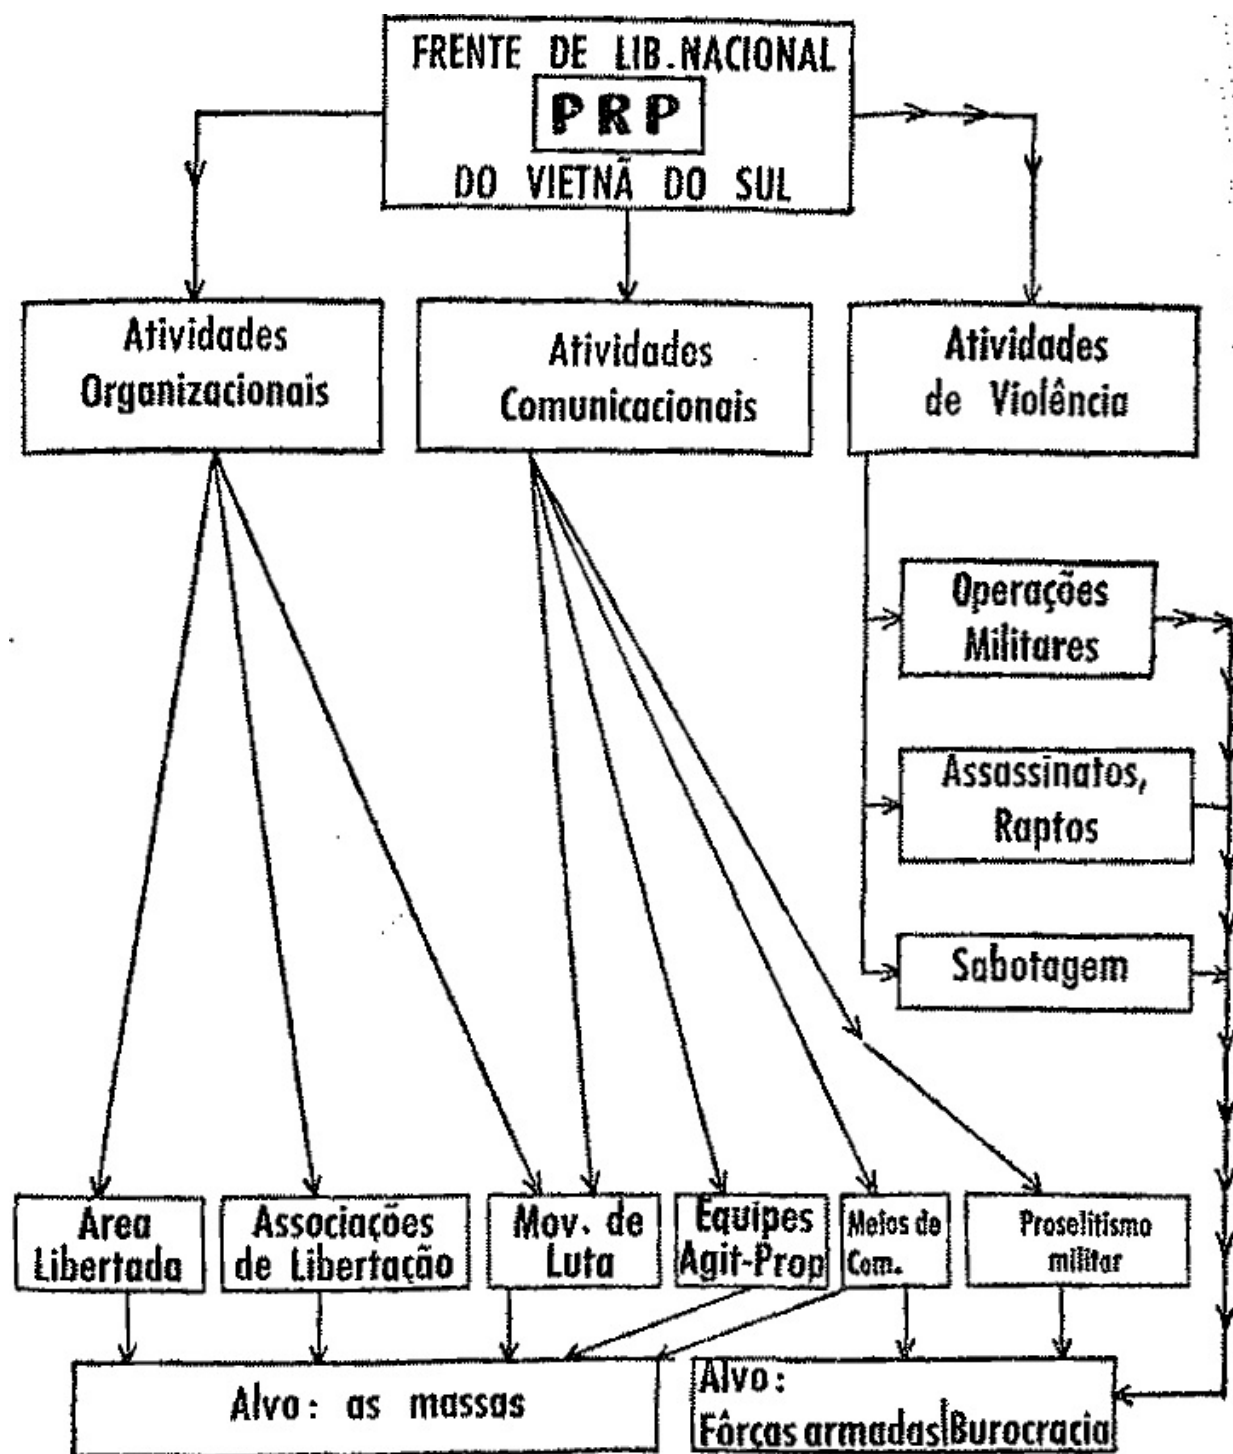 FRENTE DE LIB. NACIONAL
PRP
DO VIETNÃ DO SUL
Atividades
Organizacionais
Atividades
Comunicacionais
Atividades
de Violência
Operações
Militares
Assassinatos,
Raptos
Sabotagem
Area
Libertada
Associações
de Libertação
Mov. de
Luta
Equipes
Agit-Prop
Meios de
Com.
Proselitismo
militar
Alvo: as massas
Alvo:
Fôrças armadas|Burocracia